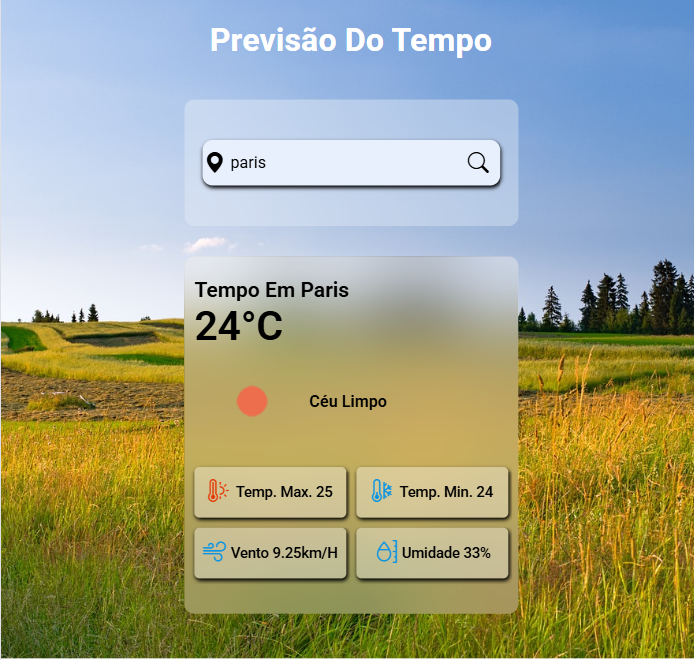 Previsão Do Tempo
paris
Tempo Em Paris
24°C
Céu Limpo
Temp. Max. 25
Temp. Min. 24
Vento 9.25km/H
Umidade 33%